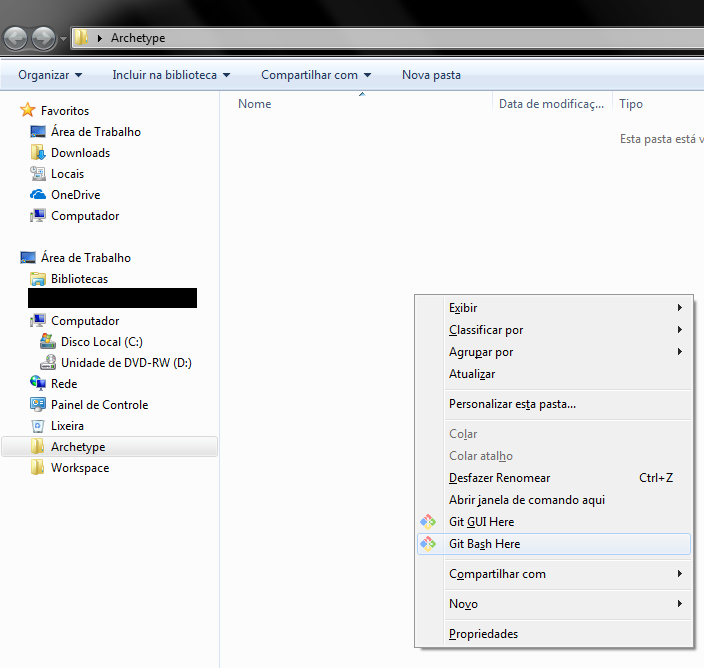 Archetype
Organizar Incluir na biblioteca Compartilhar com Nova pasta
Nome Data de modificaç... Tipo
Esta pasta está v
Favoritos
Área de Trabalho
Downloads
Locais
OneDrive
Computador
Área de Trabalho
Bibliotecas
Computador
Disco Local (C:)
Unidade de DVD-RW (D:)
Rede
Painel de Controle
Lixeira
Archetype
Workspace
Exibir
Classificar por
Agrupar por
Atualizar
Personalizar esta pasta...
Colar
Colar atalho
Desfazer Renomear Ctrl+Z
Abrir janela de comando aqui
Git GUI Here
Git Bash Here
Compartilhar com
Novo
Propriedades